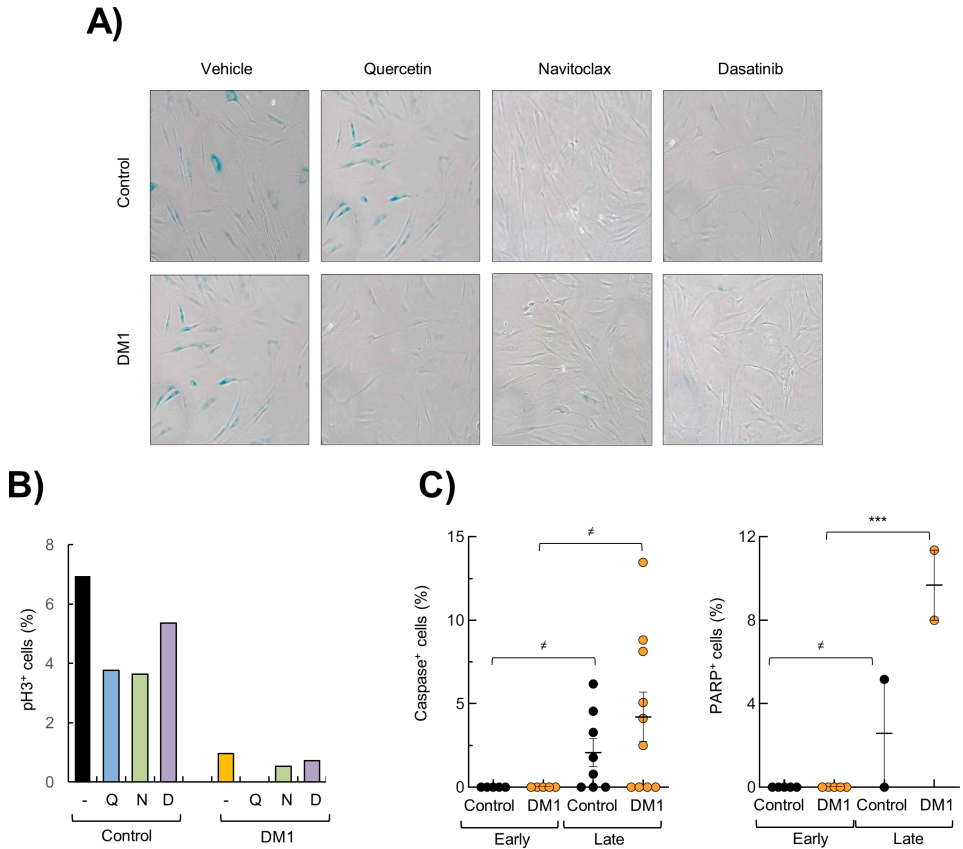 A)
Vehicle Quercetin Navitoclax Dasatinib
Control
DM1
B)
pH3⁺ cells (%)
8
6
4
2
0
- Q N D - Q N D
Control DM1
C)
Caspase⁺ cells (%)
15
10
5
0
≠
≠
Control DM1 Control DM1
Early Late
PARP⁺ cells (%)
12
8
4
0
***
≠
Control DM1 Control DM1
Early Late